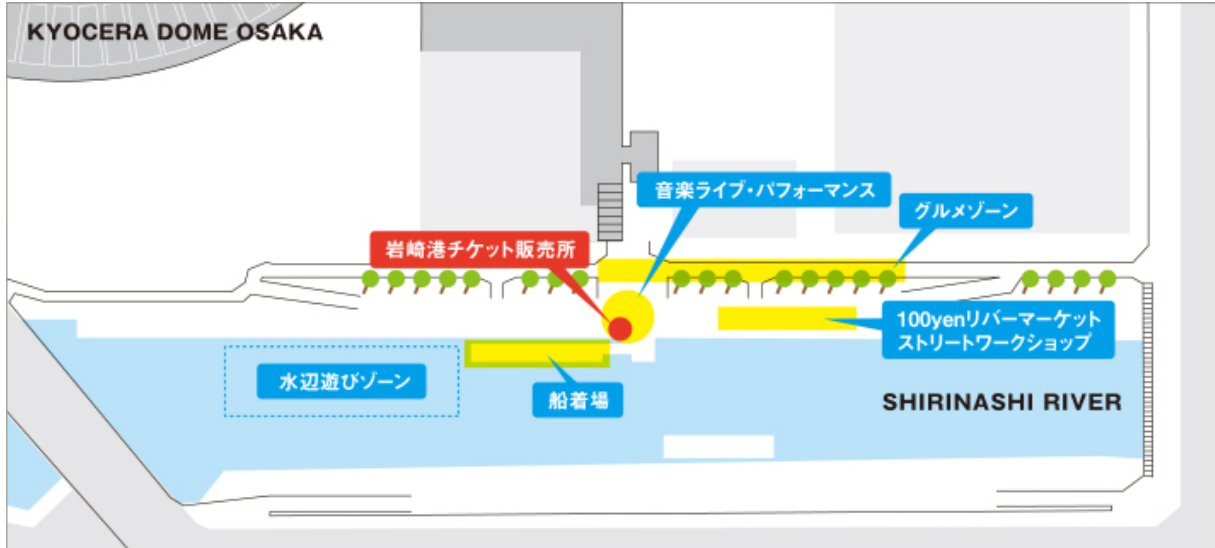 KYOCERA DOME OSAKA
音楽ライブ・パフォーマンス
グルメゾーン
岩崎港チケット販売所
100yenリバーマーケット
ストリートワークショップ
水辺遊びゾーン
船着場
SHIRINASHI RIVER